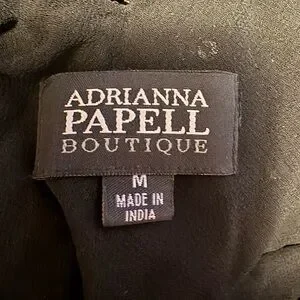 ADRIANNA
PAPELL
BOUTIQUE
M
MADE IN
INDIA